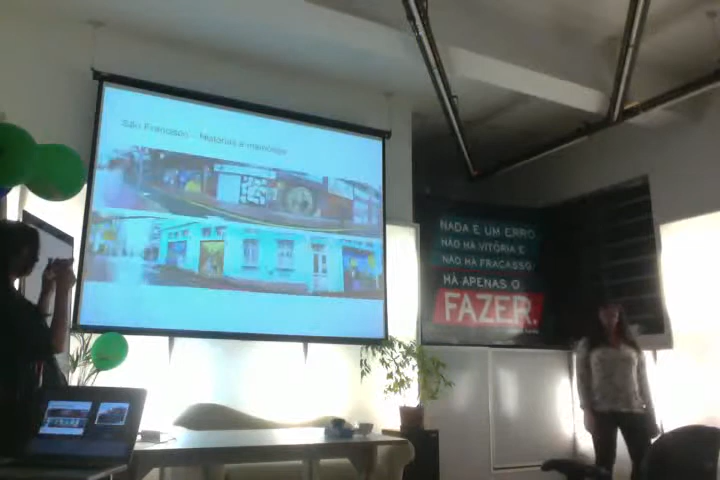 São Francisco - Histórias e memórias
NADA É UM ERRO
NÃO HÁ VITÓRIA E
NÃO HÁ FRACASSO
HÁ APENAS O
FAZER.